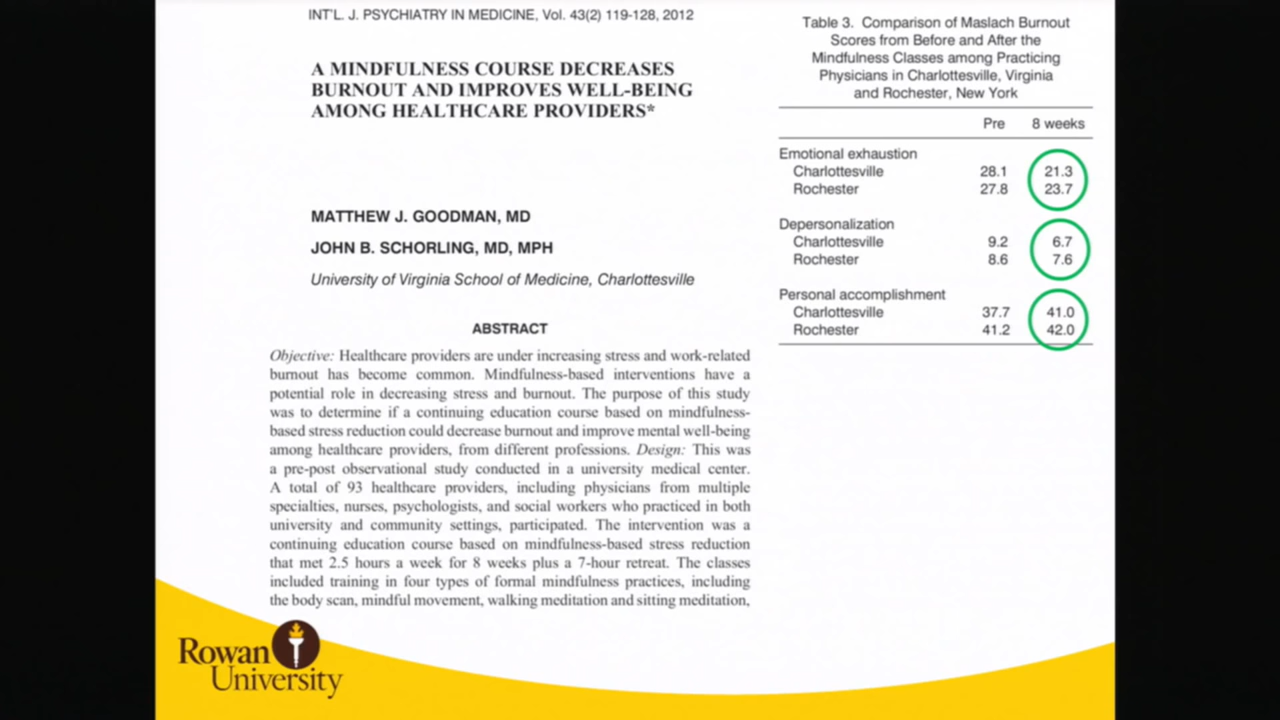 INT'L. J. PSYCHIATRY IN MEDICINE, Vol. 43(2) 119-128, 2012
A MINDFULNESS COURSE DECREASES
BURNOUT AND IMPROVES WELL-BEING
AMONG HEALTHCARE PROVIDERS*
MATTHEW J. GOODMAN, MD
JOHN B. SCHORLING, MD, MPH
University of Virginia School of Medicine, Charlottesville
ABSTRACT
Objective: Healthcare providers are under increasing stress and work-related
burnout has become common. Mindfulness-based interventions have a
potential role in decreasing stress and burnout. The purpose of this study
was to determine if a continuing education course based on mindfulness-
based stress reduction could decrease burnout and improve mental well-being
among healthcare providers, from different professions. Design: This was
a pre-post observational study conducted in a university medical center.
A total of 93 healthcare providers, including physicians from multiple
specialties, nurses, psychologists, and social workers who practiced in both
university and community settings, participated. The intervention was a
continuing education course based on mindfulness-based stress reduction
that met 2.5 hours a week for 8 weeks plus a 7-hour retreat. The classes
included training in four types of formal mindfulness practices, including
the body scan, mindful movement, walking meditation and sitting meditation,
Table 3. Comparison of Maslach Burnout
Scores from Before and After the
Mindfulness Classes among Practicing
Physicians in Charlottesville, Virginia
and Rochester, New York
Pre 8 weeks
Emotional exhaustion
Charlottesville 28.1 21.3
Rochester 27.8 23.7
Depersonalization
Charlottesville 9.2 6.7
Rochester 8.6 7.6
Personal accomplishment
Charlottesville 37.7 41.0
Rochester 41.2 42.0
Rowan
University